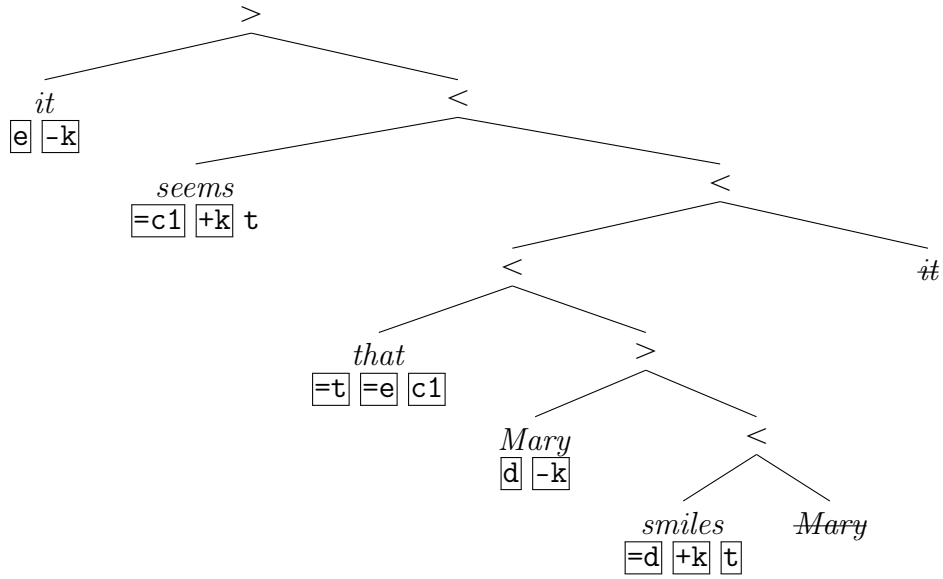 >
it
e -k
<
seems
=c1 +k t
<
<
it
that
=t =e c1
>
Mary
d -k
<
smiles
=d +k t
Mary